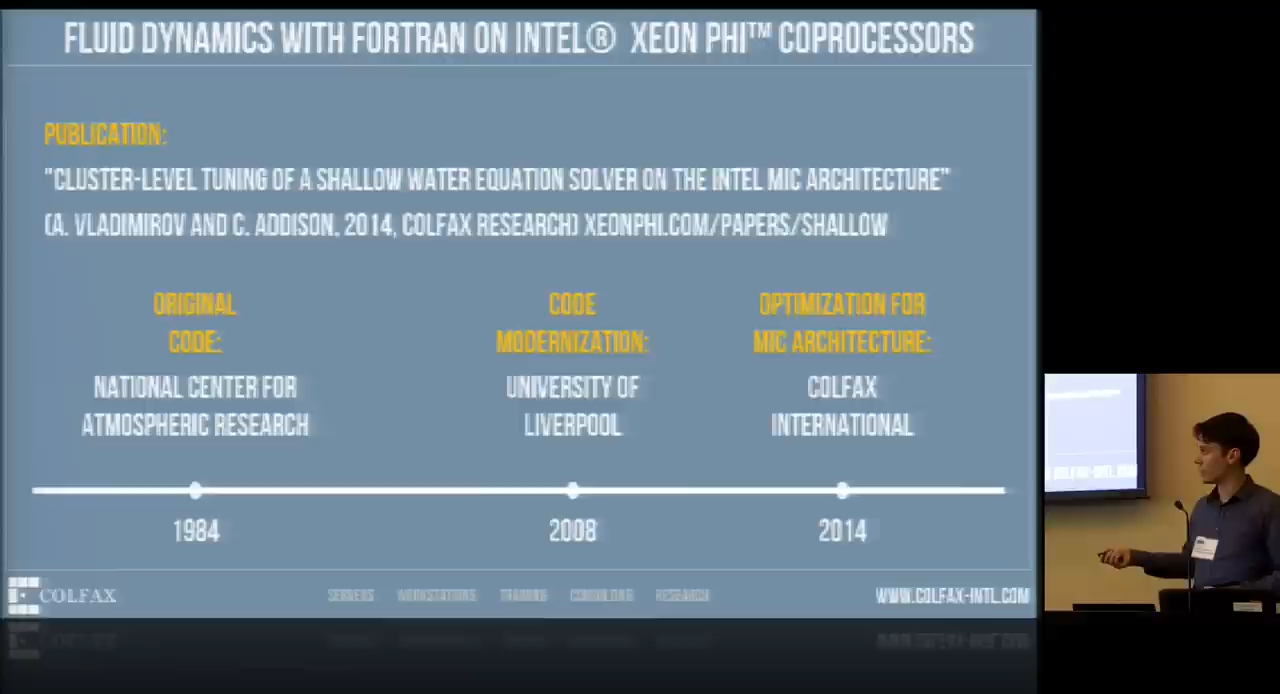 FLUID DYNAMICS WITH FORTRAN ON INTEL® XEON PHI™ COPROCESSORS
PUBLICATION:
"CLUSTER-LEVEL TUNING OF A SHALLOW WATER EQUATION SOLVER ON THE INTEL MIC ARCHITECTURE"
(A. VLADIMIROV AND C. ADDISON, 2014, COLFAX RESEARCH) XEONPHI.COM/PAPERS/SHALLOW
ORIGINAL
CODE:
NATIONAL CENTER FOR
ATMOSPHERIC RESEARCH
1984
CODE
MODERNIZATION:
UNIVERSITY OF
LIVERPOOL
2008
OPTIMIZATION FOR
MIC ARCHITECTURE:
COLFAX
INTERNATIONAL
2014
COLFAX
SERVERS WORKSTATIONS TRAINING CONSULTING RESEARCH
WWW.COLFAX-INTL.COM